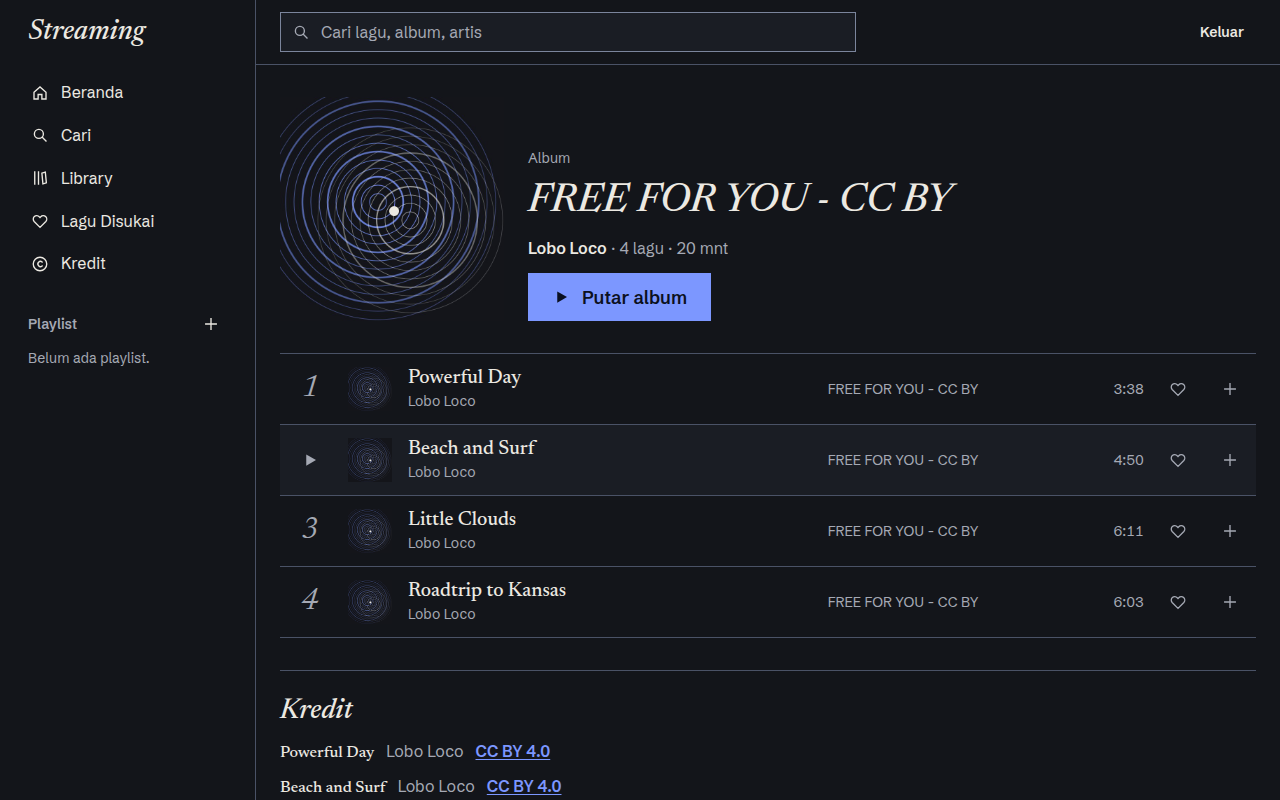 Streaming
Cari lagu, album, artis
Keluar
Beranda
Cari
Library
Lagu Disukai
Kredit
Playlist
Belum ada playlist.
Album
FREE FOR YOU - CC BY
Lobo Loco · 4 lagu · 20 mnt
Putar album
1 Powerful Day FREE FOR YOU - CC BY 3:38
Lobo Loco
Beach and Surf FREE FOR YOU - CC BY 4:50
Lobo Loco
3 Little Clouds FREE FOR YOU - CC BY 6:11
Lobo Loco
4 Roadtrip to Kansas FREE FOR YOU - CC BY 6:03
Lobo Loco
Kredit
Powerful Day Lobo Loco CC BY 4.0
Beach and Surf Lobo Loco CC BY 4.0